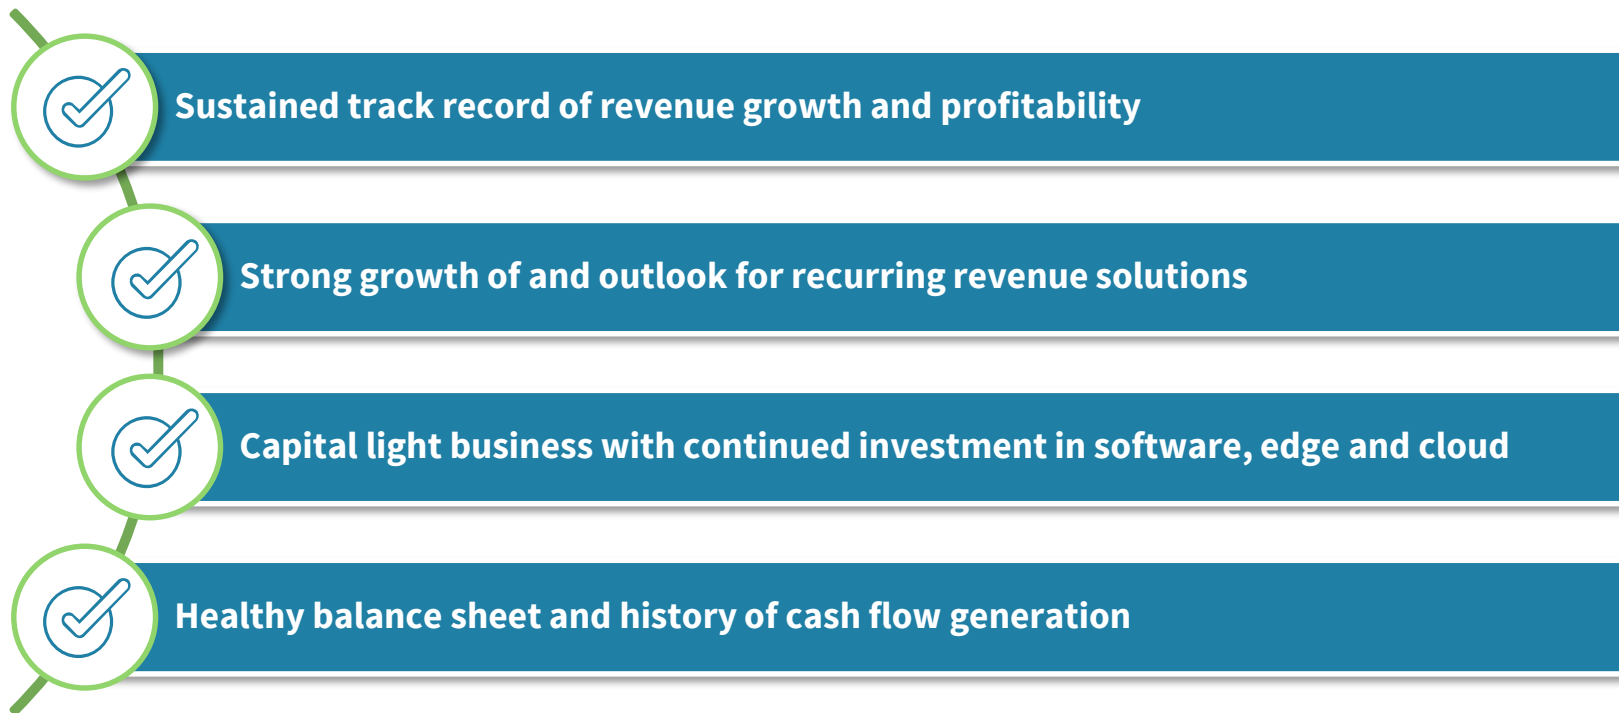 Sustained track record of revenue growth and profitability
Strong growth of and outlook for recurring revenue solutions
Capital light business with continued investment in software, edge and cloud
Healthy balance sheet and history of cash flow generation